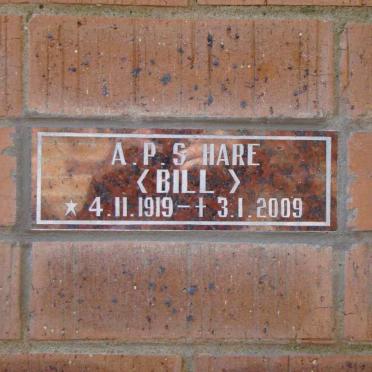 A. P. S HARE
< BILL >
★ 4.11.1919 - † 3.1.2009